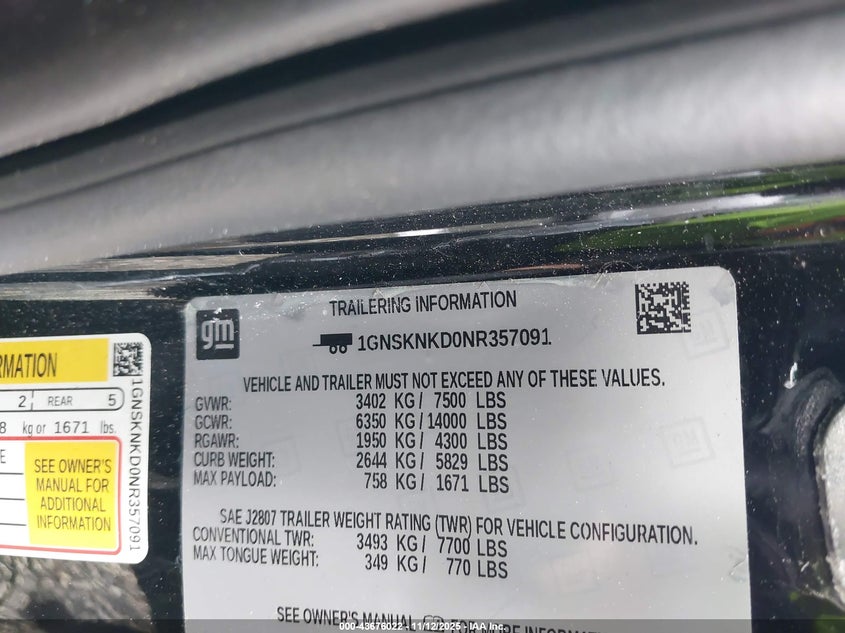 TRAILERING INFORMATION
gm
1GNSKNKD0NR357091
VEHICLE AND TRAILER MUST NOT EXCEED ANY OF THESE VALUES.
GVWR: 3402 KG / 7500 LBS
GCWR: 6350 KG / 14000 LBS
RGAWR: 1950 KG / 4300 LBS
CURB WEIGHT: 2644 KG / 5829 LBS
MAX PAYLOAD: 758 KG / 1671 LBS
SAE J2807 TRAILER WEIGHT RATING (TWR) FOR VEHICLE CONFIGURATION.
CONVENTIONAL TWR: 3493 KG / 7700 LBS
MAX TONGUE WEIGHT: 349 KG / 770 LBS
SEE OWNER'S MANUAL FOR MORE INFORMATION
2 REAR 5
8 kg or 1671 lbs.
SEE OWNER'S
MANUAL FOR
ADDITIONAL
INFORMATION
1GNSKNKD0NR357091
000-43676022 - 11/12/2025 - IAA Inc.